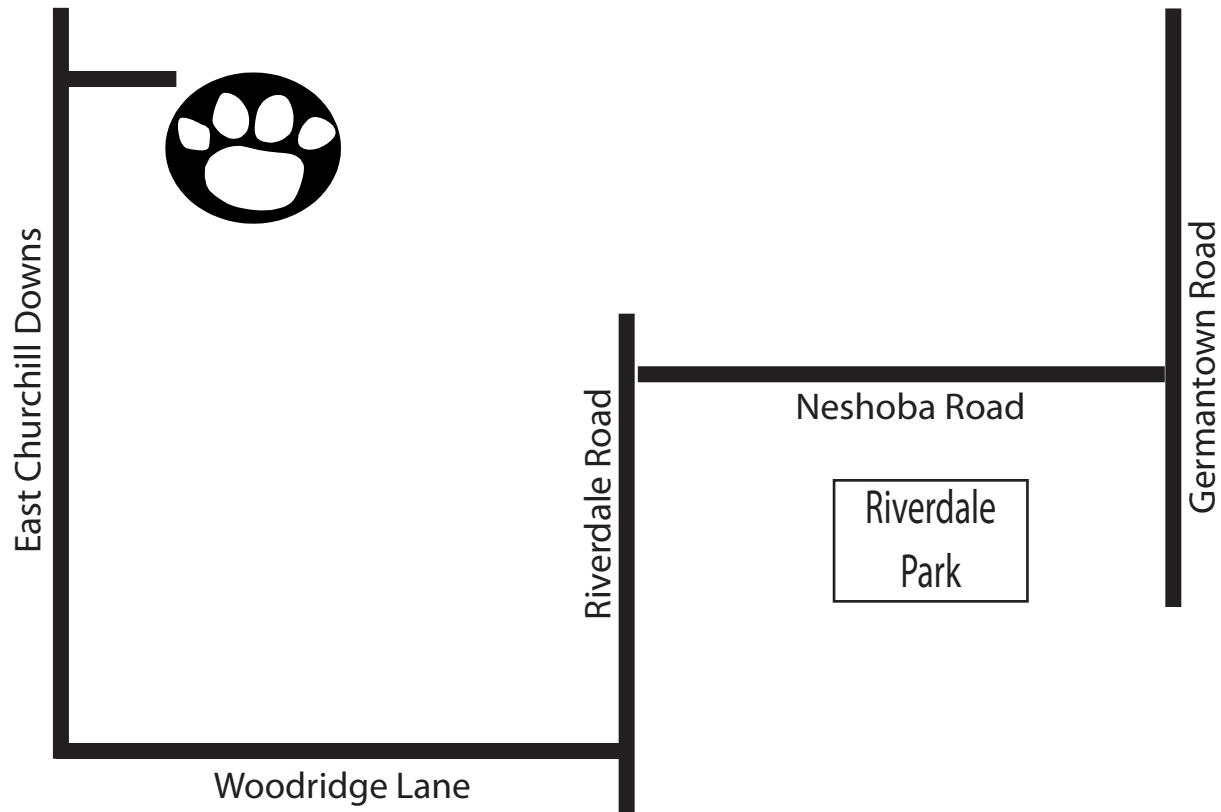 East Churchill Downs
Riverdale Road
Neshoba Road
Germantown Road
Riverdale
Park
Woodridge Lane